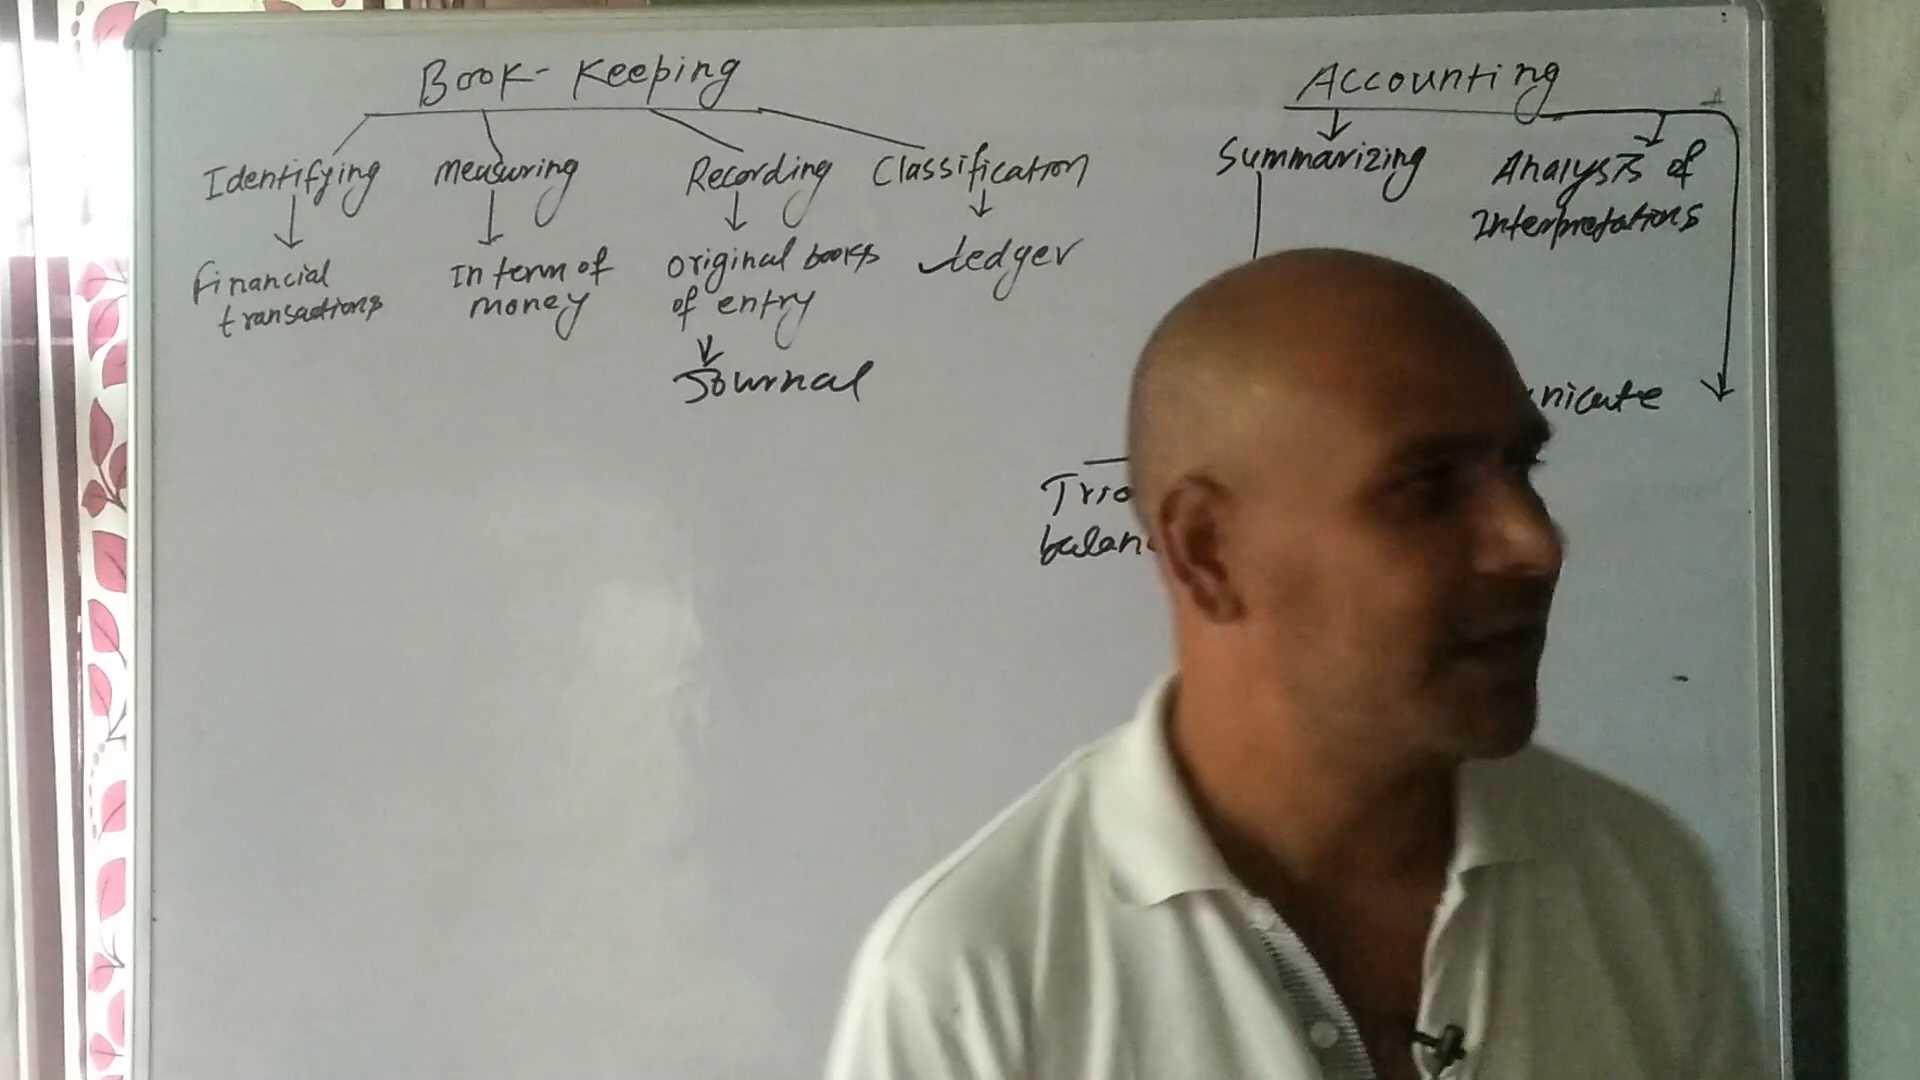 Book-Keeping
Accounting
Identifying measuring Recording Classification
Summarizing Analysis of
Interpretations
financial
transactions
In term of
money
original books
of entry
Ledger
Journal